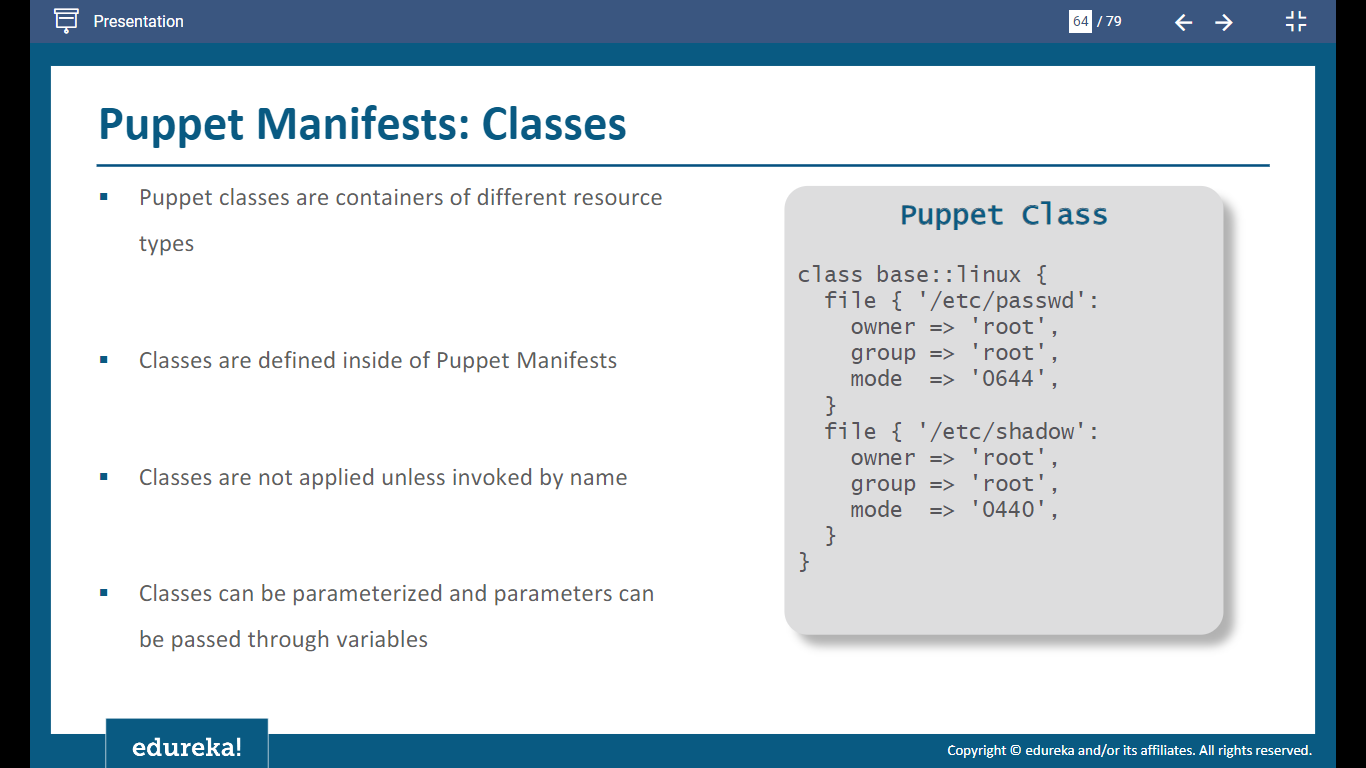 Presentation
64 / 79
Puppet Manifests: Classes
▪ Puppet classes are containers of different resource
types
▪ Classes are defined inside of Puppet Manifests
▪ Classes are not applied unless invoked by name
▪ Classes can be parameterized and parameters can
be passed through variables
Puppet Class
class base::linux {
  file { '/etc/passwd':
    owner => 'root',
    group => 'root',
    mode  => '0644',
  }
  file { '/etc/shadow':
    owner => 'root',
    group => 'root',
    mode  => '0440',
  }
}
edureka!
Copyright © edureka and/or its affiliates. All rights reserved.